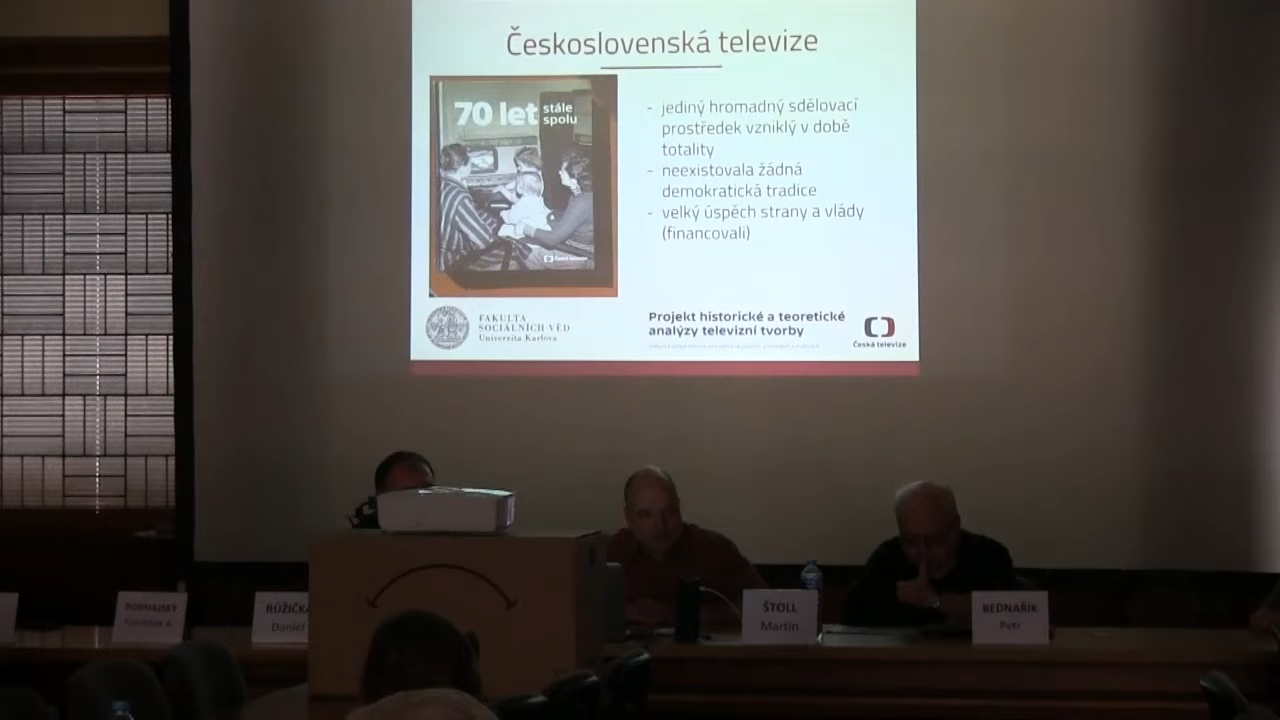 Československá televize
70 let stále
spolu
Česká televize
- jediný hromadný sdělovací
prostředek vzniklý v době
totality
- neexistovala žádná
demokratická tradice
- velký úspěch strany a vlády
(financovali)
FAKULTA
SOCIÁLNÍCH VĚD
Univerzita Karlova
Projekt historické a teoretické
analýzy televizní tvorby
Česká televize
RŮŽIČKA
Daniel
ŠTOLL
Martin
BEDNAŘÍK
Petr